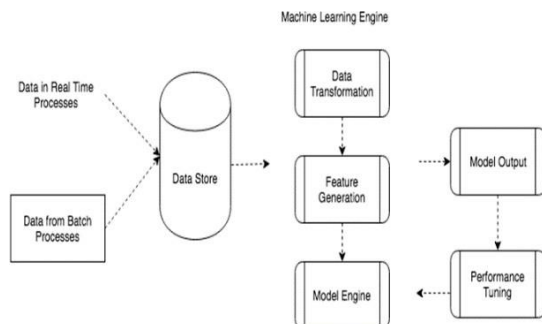 Machine Learning Engine
Data in Real Time
Processes
Data from Batch
Processes
Data Store
Data
Transformation
Feature
Generation
Model Engine
Model Output
Performance
Tuning